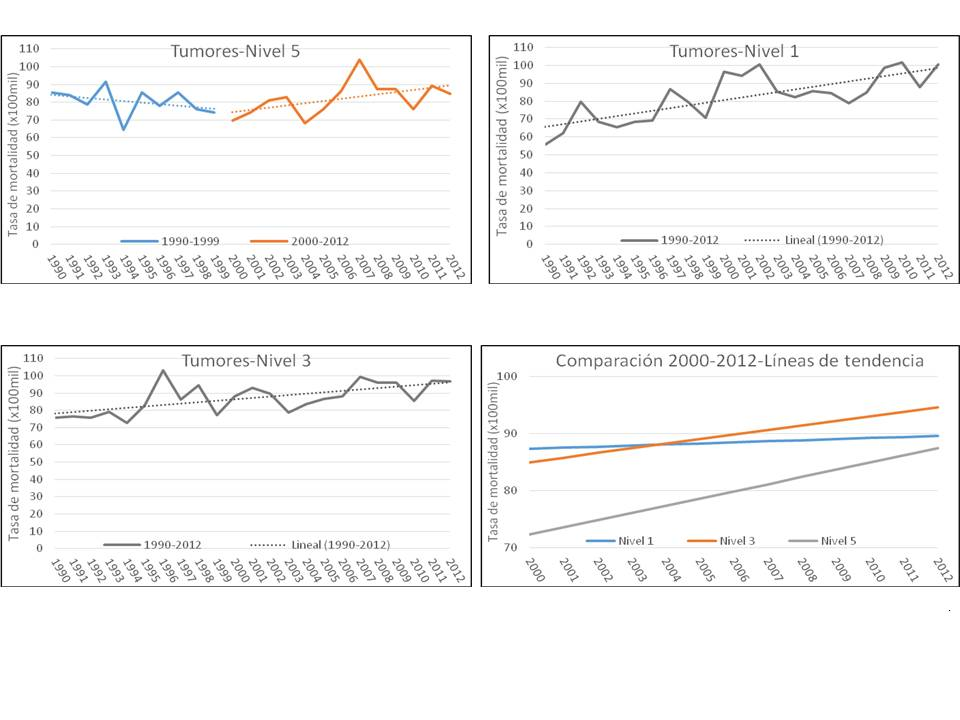 Tumores-Nivel 5
Tasa de mortalidad (x100mil)
110
100
90
80
70
60
50
40
30
20
10
0
1990-1999 2000-2012
1990 1991 1992 1993 1994 1995 1996 1997 1998 1999 2000 2001 2002 2003 2004 2005 2006 2007 2008 2009 2010 2011 2012
Tumores-Nivel 1
Tasa de mortalidad (x100mil)
110
100
90
80
70
60
50
40
30
20
10
0
1990-2012 Lineal (1990-2012)
1990 1991 1992 1993 1994 1995 1996 1997 1998 1999 2000 2001 2002 2003 2004 2005 2006 2007 2008 2009 2010 2011 2012
Tumores-Nivel 3
Tasa de mortalidad (x100mil)
110
100
90
80
70
60
50
40
30
20
10
0
1990-2012 Lineal (1990-2012)
1990 1991 1992 1993 1994 1995 1996 1997 1998 1999 2000 2001 2002 2003 2004 2005 2006 2007 2008 2009 2010 2011 2012
Comparación 2000-2012-Líneas de tendencia
Tasa de mortalidad (x100mil)
100
90
80
70
Nivel 1 Nivel 3 Nivel 5
2000 2001 2002 2003 2004 2005 2006 2007 2008 2009 2010 2011 2012
.